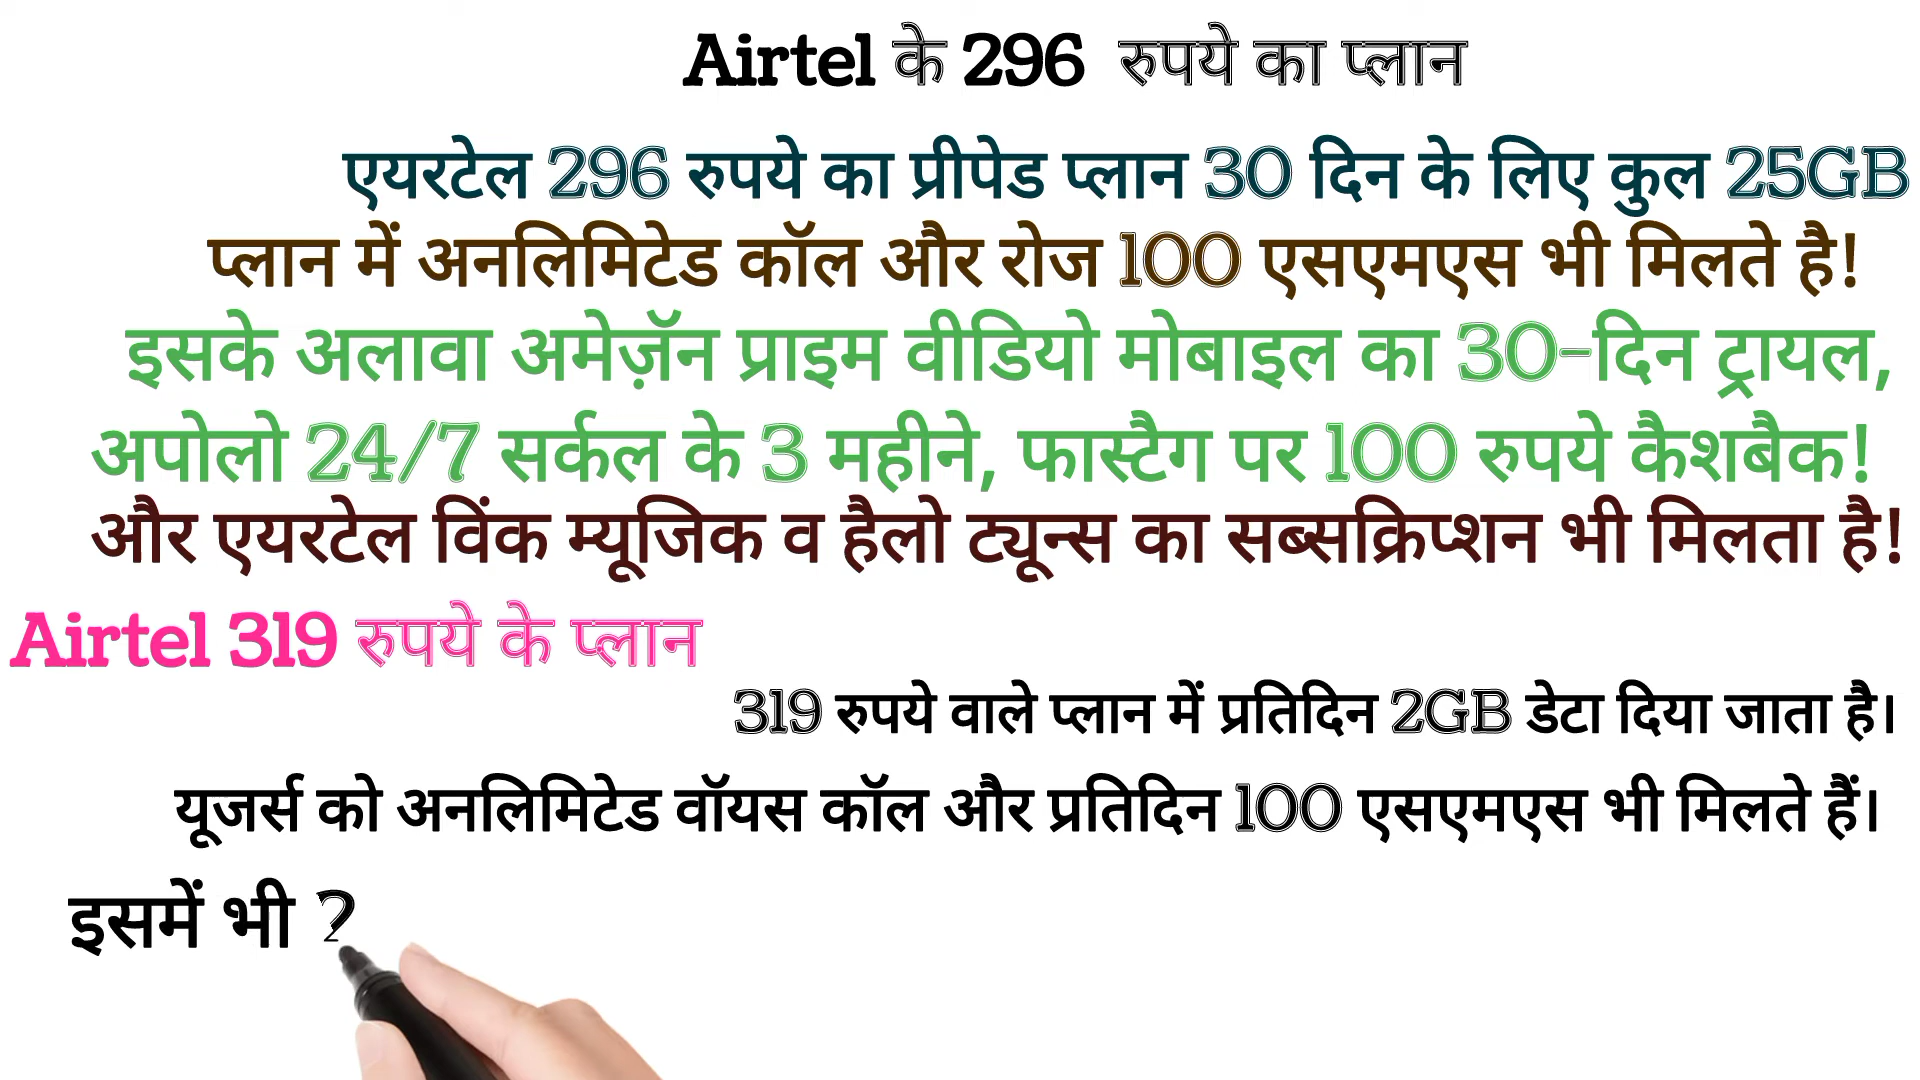 Airtel के 296 रुपये का प्लान
एयरटेल 296 रुपये का प्रीपेड प्लान 30 दिन के लिए कुल 25GB
प्लान में अनलिमिटेड कॉल और रोज 100 एसएमएस भी मिलते है!
इसके अलावा अमेज़ॅन प्राइम वीडियो मोबाइल का 30-दिन ट्रायल,
अपोलो 24/7 सर्कल के 3 महीने, फास्टैग पर 100 रुपये कैशबैक!
और एयरटेल विंक म्यूजिक व हैलो ट्यून्स का सब्सक्रिप्शन भी मिलता है!
Airtel 319 रुपये के प्लान
319 रुपये वाले प्लान में प्रतिदिन 2GB डेटा दिया जाता है।
यूजर्स को अनलिमिटेड वॉयस कॉल और प्रतिदिन 100 एसएमएस भी मिलते हैं।
इसमें भी